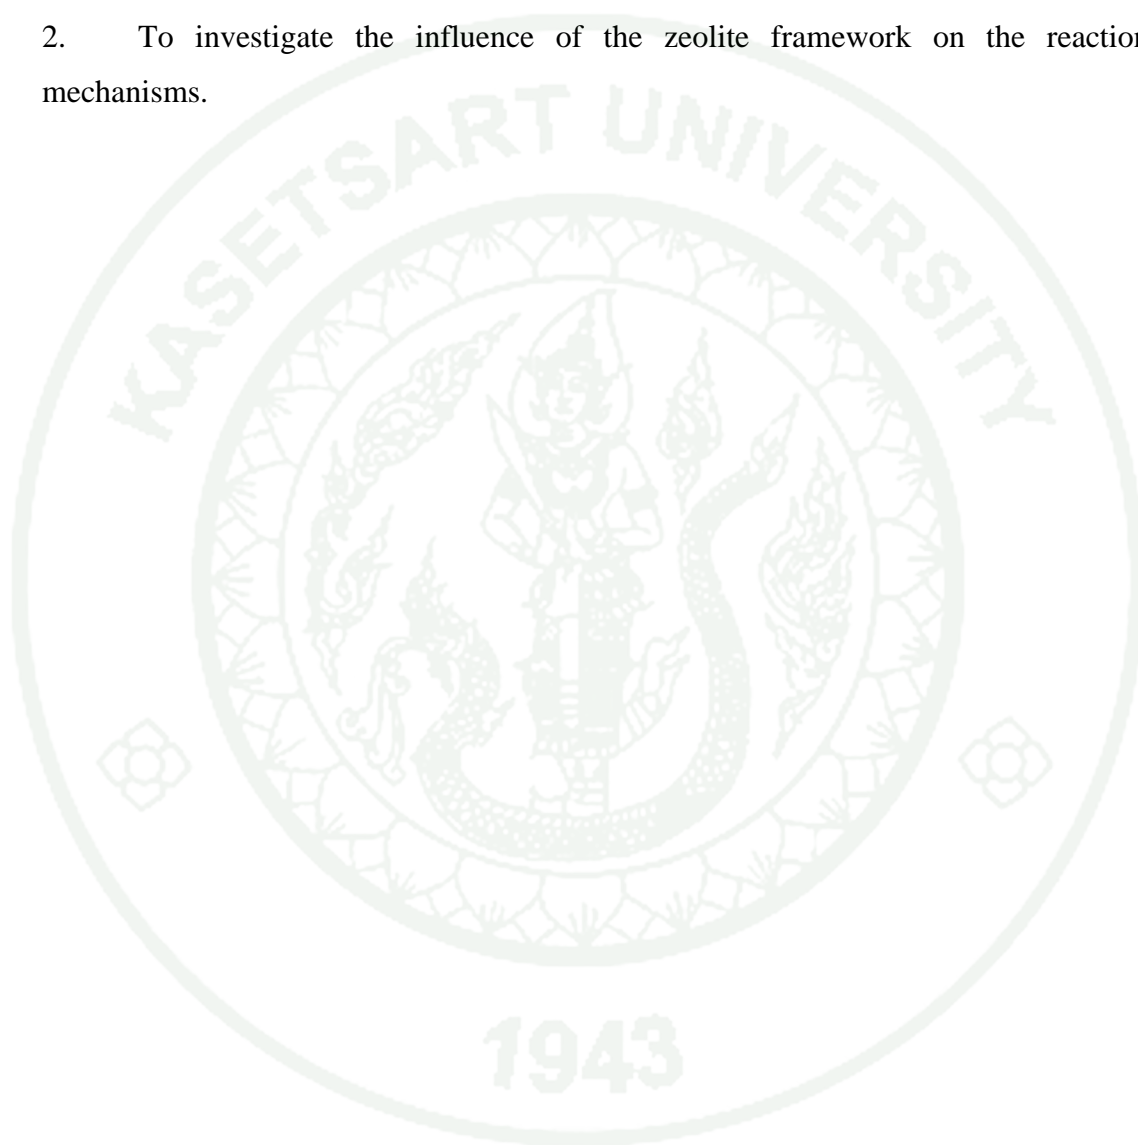 2. To investigate the influence of the zeolite framework on the reaction
mechanisms.
KASETSART UNIVERSITY
1943